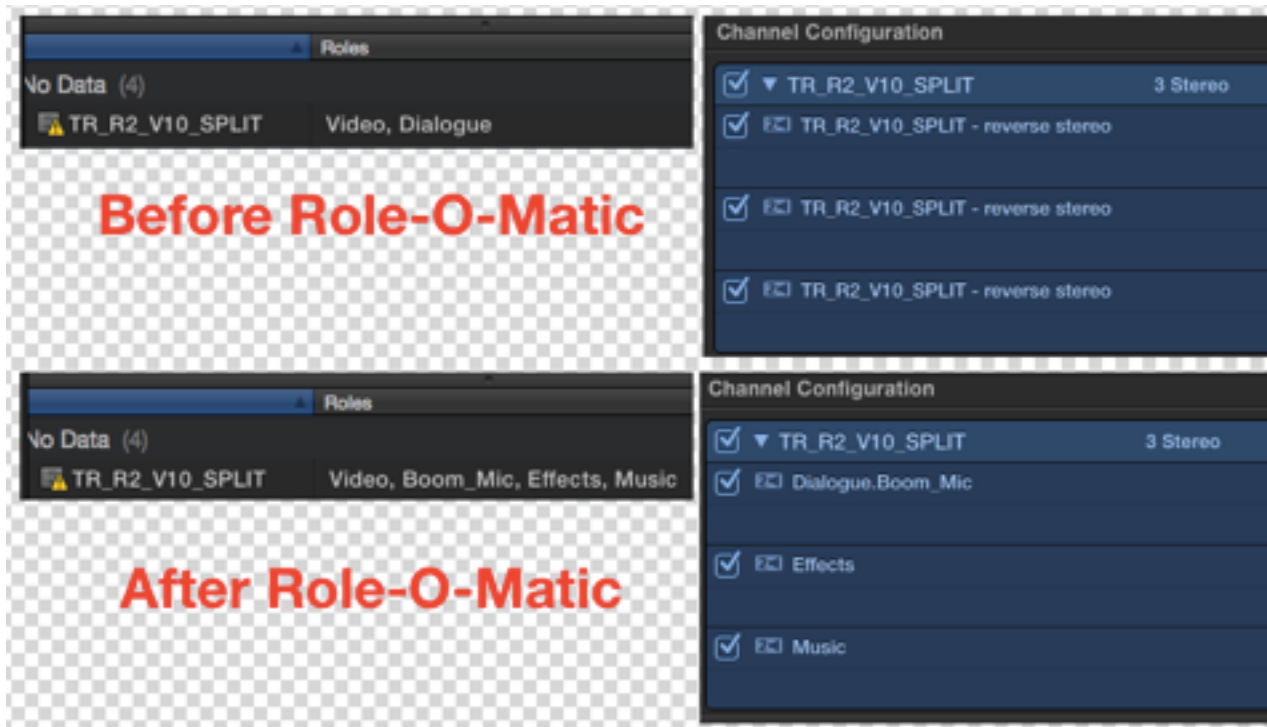 Roles
No Data (4)
TR_R2_V10_SPLIT Video, Dialogue
Before Role-O-Matic
Channel Configuration
TR_R2_V10_SPLIT 3 Stereo
TR_R2_V10_SPLIT - reverse stereo
TR_R2_V10_SPLIT - reverse stereo
TR_R2_V10_SPLIT - reverse stereo
Roles
No Data (4)
TR_R2_V10_SPLIT Video, Boom_Mic, Effects, Music
After Role-O-Matic
Channel Configuration
TR_R2_V10_SPLIT 3 Stereo
Dialogue.Boom_Mic
Effects
Music